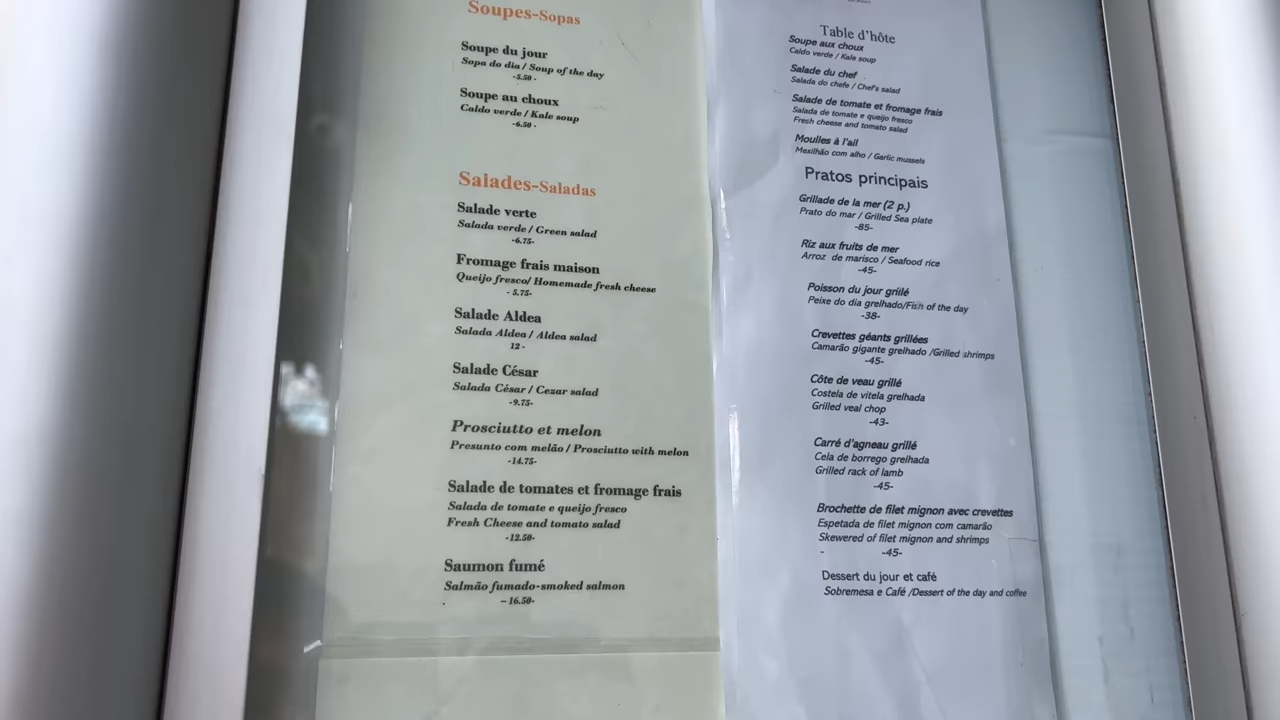 Soupes-Sopas
Soupe du jour
Sopa do dia / Soup of the day
-5.50 -
Soupe au choux
Caldo verde / Kale soup
-6.50 -
Salades-Saladas
Salade verte
Salada verde / Green salad
-6.75-
Fromage frais maison
Queijo fresco/ Homemade fresh cheese
- 5.75-
Salade Aldea
Salada Aldea / Aldea salad
12 -
Salade César
Salada César / Cezar salad
-9.75-
Prosciutto et melon
Presunto com melão / Prosciutto with melon
-14.75-
Salade de tomates et fromage frais
Salada de tomate e queijo fresco
Fresh Cheese and tomato salad
-12.50-
Saumon fumé
Salmão fumado-smoked salmon
– 16.50-
Table d'hôte
Soupe aux choux
Caldo verde / Kale soup
Salade du chef
Salada do chefe / Chef's salad
Salade de tomate et fromage frais
Salada de tomate e queijo fresco
Fresh cheese and tomato salad
Moulles à l'ail
Mexilhão com alho / Garlic mussels
Pratos principais
Grillade de la mer (2 p.)
Prato do mar / Grilled Sea plate
-85-
Riz aux fruits de mer
Arroz de marisco / Seafood rice
-45-
Poisson du jour grillé
Peixe do dia grelhado/Fish of the day
-38-
Crevettes géants grillées
Camarão gigante grelhado /Grilled shrimps
-45-
Côte de veau grillé
Costela de vitela grelhada
Grilled veal chop
-43-
Carré d'agneau grillé
Cela de borrego grelhada
Grilled rack of lamb
-45-
Brochette de filet mignon avec crevettes
Espetada de filet mignon com camarão
Skewered of filet mignon and shrimps
- -45-
Dessert du jour et café
Sobremesa e Café /Dessert of the day and coffee